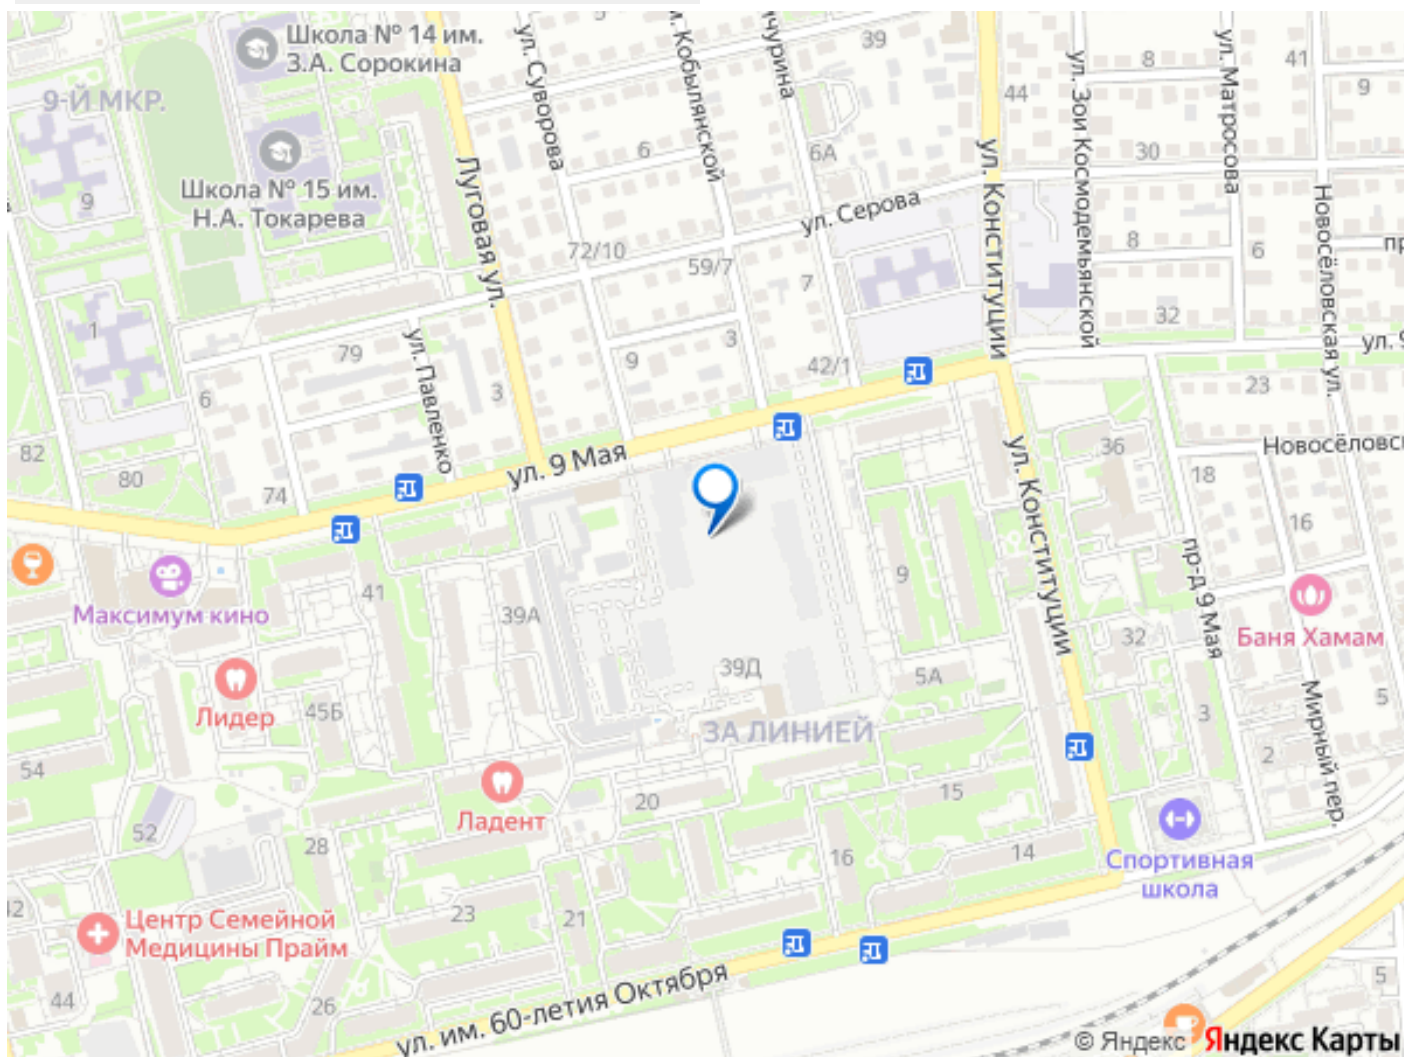 Школа № 14 им.
З.А. Сорокина
9-Й МКР.
Школа № 15 им.
Н.А. Токарева
9
1
ул. Суворова
м. Кобылянской
чурина
5
39
44
ул. Конституции
ул. Зои Космодемьянской
8
ул. Матросова
41
9
30
6А
6
Луговая ул.
ул. Серова
72/10
59/7
7
8
6
пр
Новосёловская ул.
32
ул. 9
79
ул. Павленко
3
9
3
42/1
23
6
82
80
74
ул. 9 Мая
36
18
Новосёловс
ул. Конституции
16
пр-д 9 Мая
Максимум кино
41
39А
9
32
Баня Хамам
39Д
5А
Лидер
45Б
ЗА ЛИНИЕЙ
3
5
Мирный пер.
2
54
Ладент
20
15
52
28
16
14
Спортивная
школа
42
Центр Семейной
Медицины Прайм
23
21
44
26
ул. им. 60-летия Октября
5
© Яндекс Яндекс Карты